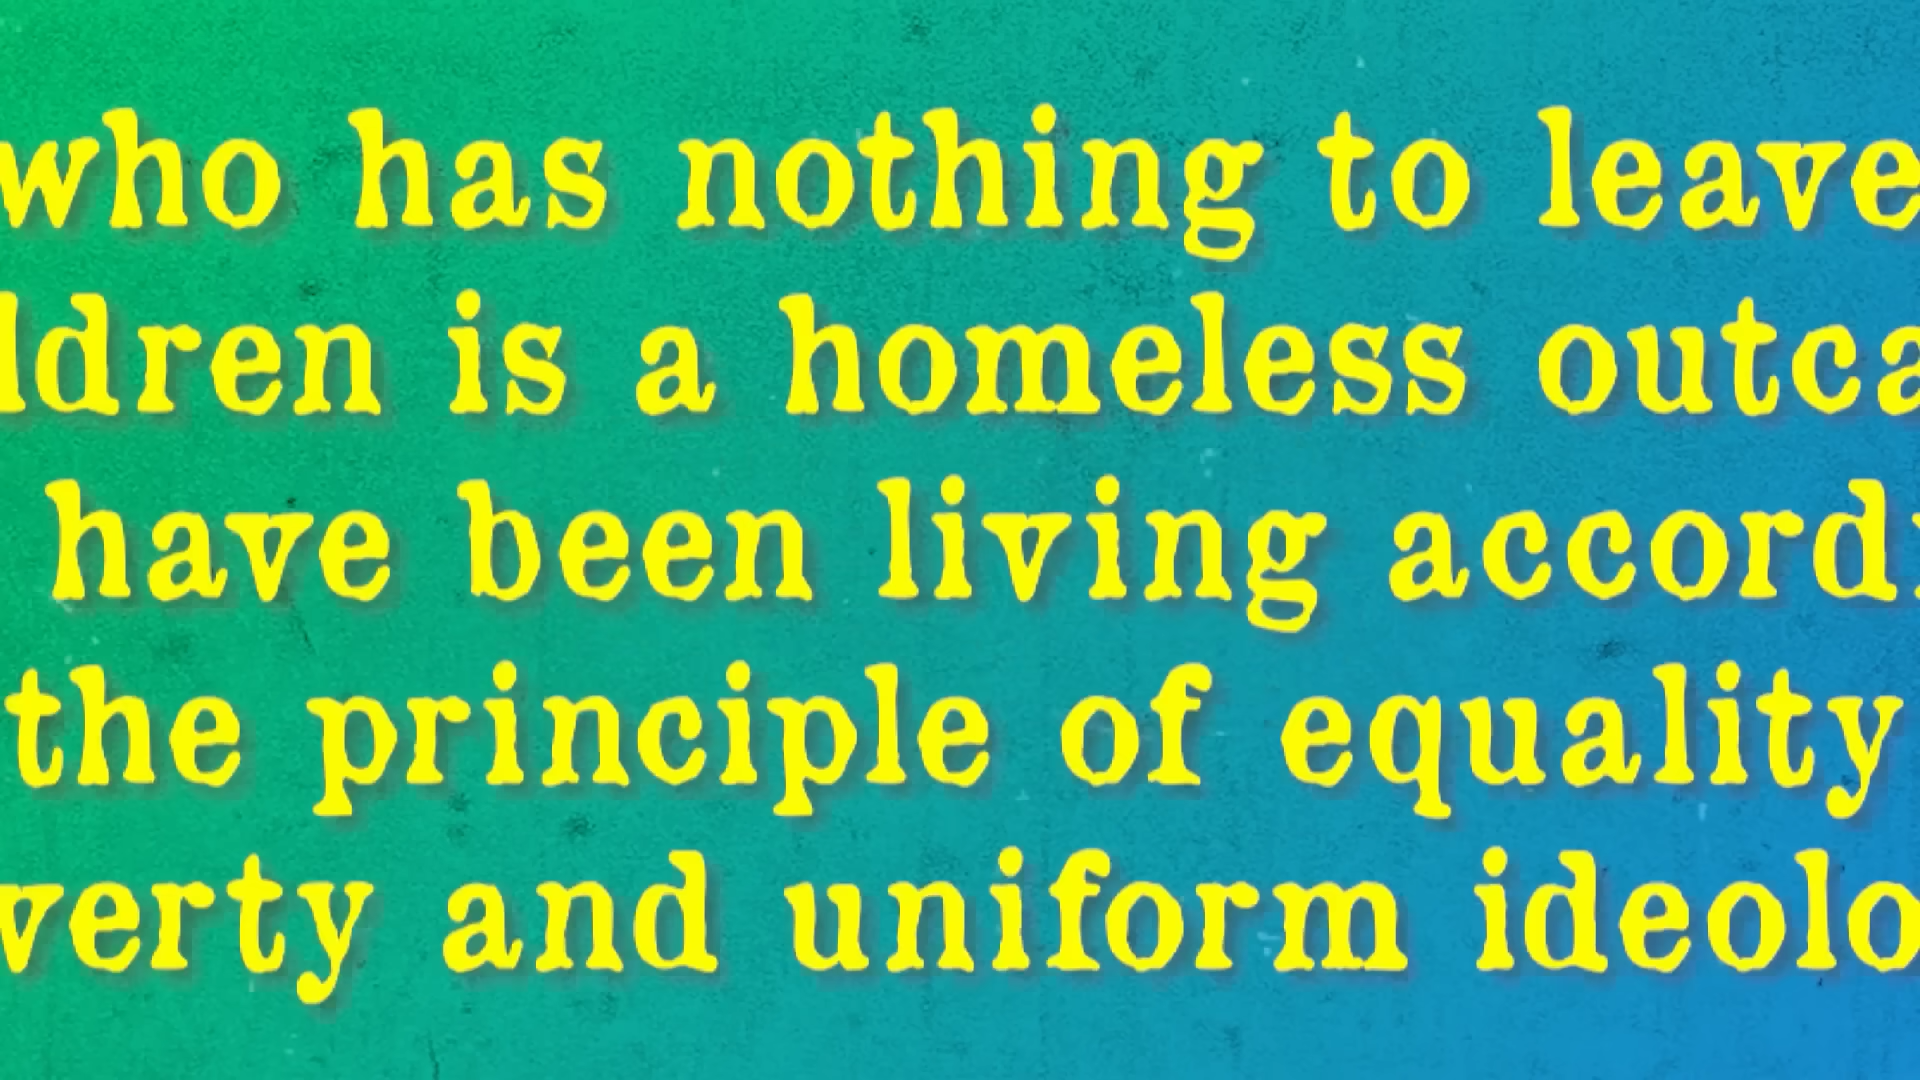 who has nothing to leave
ldren is a homeless outca
have been living accord
the principle of equality
verty and uniform ideolo